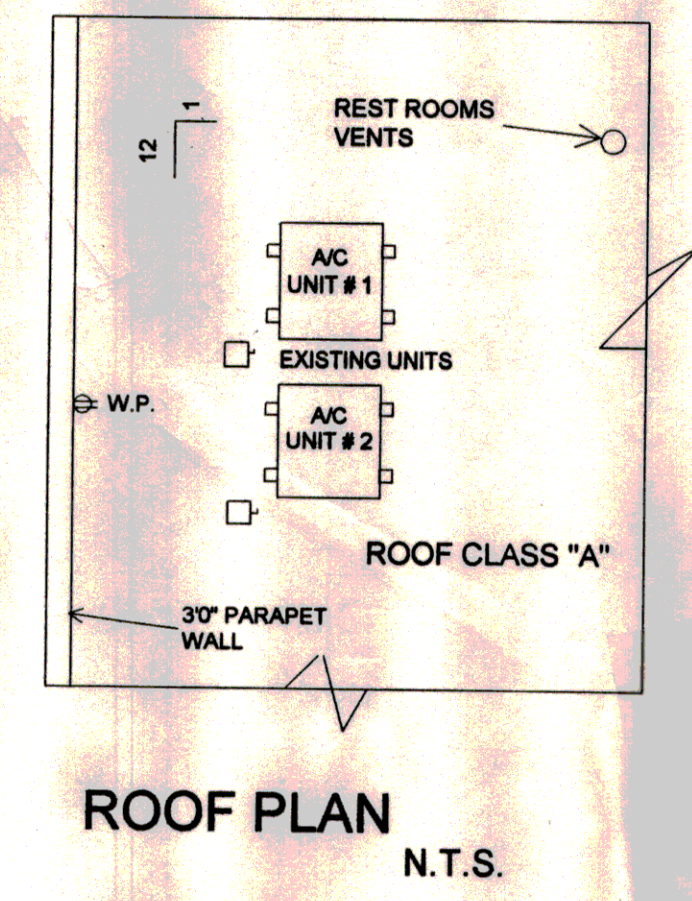 1
12
REST ROOMS
VENTS
A/C
UNIT # 1
EXISTING UNITS
W.P.
A/C
UNIT # 2
ROOF CLASS "A"
3'0" PARAPET
WALL
ROOF PLAN
N.T.S.